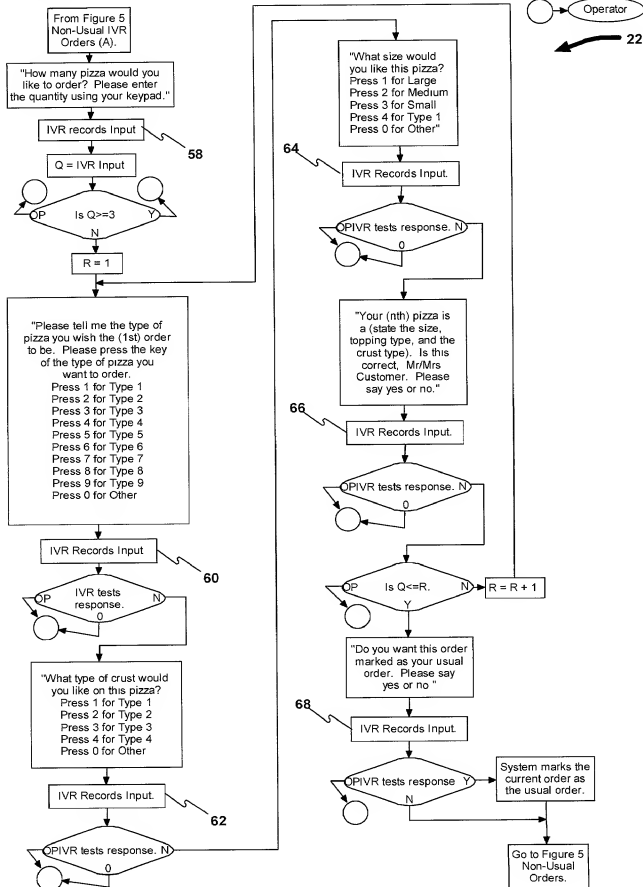 Operator
22
From Figure 5
Non-Usual IVR
Orders (A).
"How many pizza would you
like to order? Please enter
the quantity using your keypad."
IVR records Input
58
Q = IVR Input
OP
Is Q>=3
Y
N
R = 1
"Please tell me the type of
pizza you wish the (1st) order
to be. Please press the key
of the type of pizza you
want to order.
Press 1 for Type 1
Press 2 for Type 2
Press 3 for Type 3
Press 4 for Type 4
Press 5 for Type 5
Press 6 for Type 6
Press 7 for Type 7
Press 8 for Type 8
Press 9 for Type 9
Press 0 for Other
IVR Records Input
60
OP
IVR tests
response.
N
0
"What type of crust would
you like on this pizza?
Press 1 for Type 1
Press 2 for Type 2
Press 3 for Type 3
Press 4 for Type 4
Press 0 for Other
IVR Records Input.
62
OP
IVR tests response.
N
0
"What size would
you like this pizza?
Press 1 for Large
Press 2 for Medium
Press 3 for Small
Press 4 for Type 1
Press 0 for Other"
64
IVR Records Input.
OP
IVR tests response.
N
0
"Your (nth) pizza is
a (state the size,
topping type, and the
crust type). Is this
correct, Mr/Mrs
Customer. Please
say yes or no."
66
IVR Records Input.
OP
IVR tests response.
N
0
OP
Is Q<=R.
N
R = R + 1
Y
"Do you want this order
marked as your usual
order. Please say
yes or no "
68
IVR Records Input.
OP
IVR tests response
Y
N
System marks the
current order as
the usual order.
Go to Figure 5
Non-Usual
Orders.